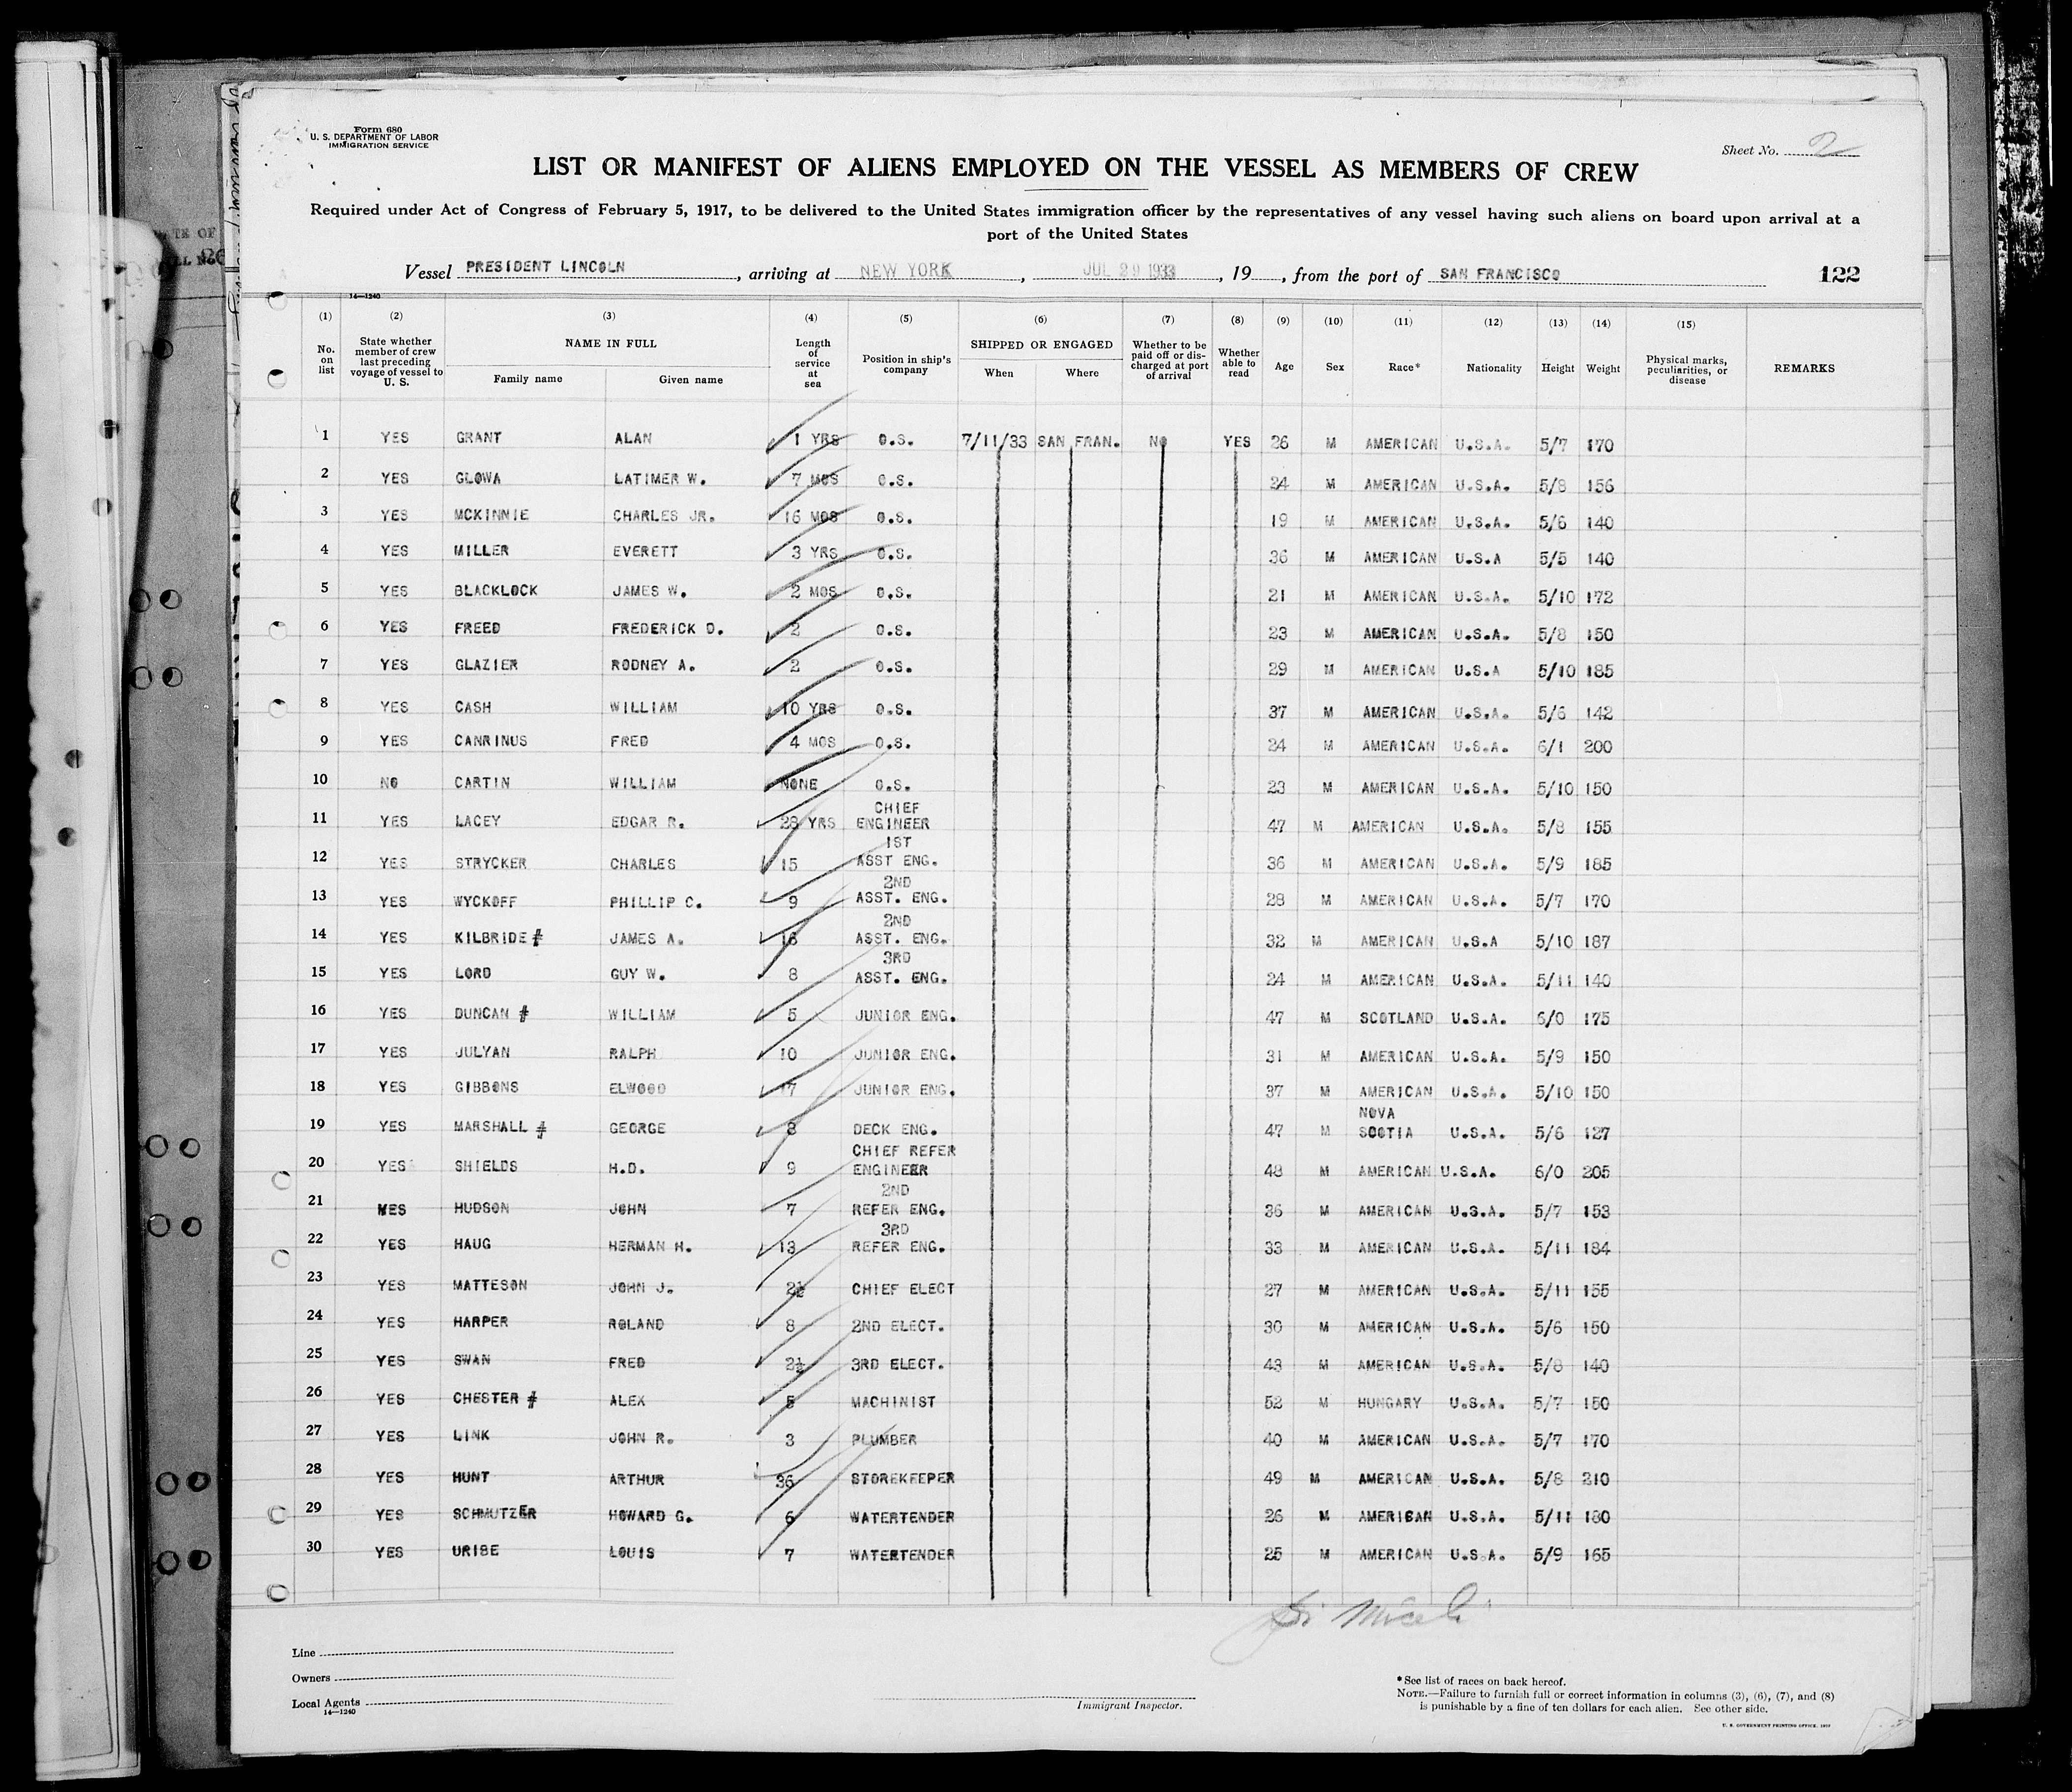 Form 680
U. S. DEPARTMENT OF LABOR
IMMIGRATION SERVICE
Sheet No. 2
LIST OR MANIFEST OF ALIENS EMPLOYED ON THE VESSEL AS MEMBERS OF CREW
Required under Act of Congress of February 5, 1917, to be delivered to the United States immigration officer by the representatives of any vessel having such aliens on board upon arrival at a
port of the United States
Vessel PRESIDENT LINCOLN, arriving at NEW YORK, JUL 29 1933, 19, from the port of SAN FRANCISCO 122
14—1240
(1) (2) (3) (4) (5) (6) (7) (8) (9) (10) (11) (12) (13) (14) (15)
No. on list State whether member of crew last preceding voyage of vessel to U. S. NAME IN FULL Family name Given name Length of service at sea Position in ship's company SHIPPED OR ENGAGED When Where Whether to be paid off or discharged at port of arrival Whether able to read Age Sex Race* Nationality Height Weight Physical marks, peculiarities, or disease REMARKS
1 YES GRANT ALAN 1 YRS O.S. 7/11/33 SAN FRAN. NO YES 26 M AMERICAN U.S.A. 5/7 170
2 YES GLOWA LATIMER W. 7 MOS O.S. 24 M AMERICAN U.S.A. 5/8 156
3 YES MCKINNIE CHARLES JR. 16 MOS O.S. 19 M AMERICAN U.S.A. 5/6 140
4 YES MILLER EVERETT 3 YRS O.S. 36 M AMERICAN U.S.A 5/5 140
5 YES BLACKLOCK JAMES W. 2 MOS O.S. 21 M AMERICAN U.S.A. 5/10 172
6 YES FREED FREDERICK D. 2 O.S. 23 M AMERICAN U.S.A. 5/8 150
7 YES GLAZIER RODNEY A. 2 O.S. 29 M AMERICAN U.S.A 5/10 185
8 YES CASH WILLIAM 10 YRS O.S. 37 M AMERICAN U.S.A. 5/6 142
9 YES CANRINUS FRED 4 MOS O.S. 24 M AMERICAN U.S.A. 6/1 200
10 NO CARTIN WILLIAM NONE O.S. 23 M AMERICAN U.S.A. 5/10 150
11 YES LACEY EDGAR R. 28 YRS CHIEF ENGINEER 47 M AMERICAN U.S.A. 5/8 155
12 YES STRYCKER CHARLES 15 1ST ASST ENG. 36 M AMERICAN U.S.A. 5/9 185
13 YES WYCKOFF PHILLIP C. 9 2ND ASST. ENG. 28 M AMERICAN U.S.A. 5/7 170
14 YES KILBRIDE # JAMES A. 16 2ND ASST. ENG. 32 M AMERICAN U.S.A 5/10 187
15 YES LORD GUY W. 8 3RD ASST. ENG. 24 M AMERICAN U.S.A. 5/11 140
16 YES DUNCAN # WILLIAM 5 JUNIOR ENG. 47 M SCOTLAND U.S.A. 6/0 175
17 YES JULYAN RALPH 10 JUNIOR ENG. 31 M AMERICAN U.S.A. 5/9 150
18 YES GIBBONS ELWOOD 17 JUNIOR ENG. 37 M AMERICAN U.S.A. 5/10 150
19 YES MARSHALL # GEORGE 8 DECK ENG. 47 M NOVA SCOTIA U.S.A. 5/6 127
20 YES SHIELDS H.D. 9 CHIEF REFER ENGINEER 48 M AMERICAN U.S.A. 6/0 205
21 YES HUDSON JOHN 7 2ND REFER ENG. 36 M AMERICAN U.S.A. 5/7 153
22 YES HAUG HERMAN H. 13 3RD REFER ENG. 33 M AMERICAN U.S.A. 5/11 184
23 YES MATTESON JOHN J. 2½ CHIEF ELECT 27 M AMERICAN U.S.A. 5/11 155
24 YES HARPER ROLAND 8 2ND ELECT. 30 M AMERICAN U.S.A. 5/6 150
25 YES SWAN FRED 2½ 3RD ELECT. 43 M AMERICAN U.S.A. 5/8 140
26 YES CHESTER # ALEX 5 MACHINIST 52 M HUNGARY U.S.A. 5/7 150
27 YES LINK JOHN R. 3 PLUMBER 40 M AMERICAN U.S.A. 5/7 170
28 YES HUNT ARTHUR 36 STOREKEEPER 49 M AMERICAN U.S.A. 5/8 210
29 YES SCHMUTZER HOWARD G. 6 WATERTENDER 26 M AMERICAN U.S.A. 5/11 180
30 YES URIBE LOUIS 7 WATERTENDER 25 M AMERICAN U.S.A. 5/9 165
Line
Owners
Local Agents
14—1240
Immigrant Inspector.
*See list of races on back hereof.
NOTE.—Failure to furnish full or correct information in columns (3), (6), (7), and (8)
is punishable by a fine of ten dollars for each alien. See other side.
U. S. GOVERNMENT PRINTING OFFICE